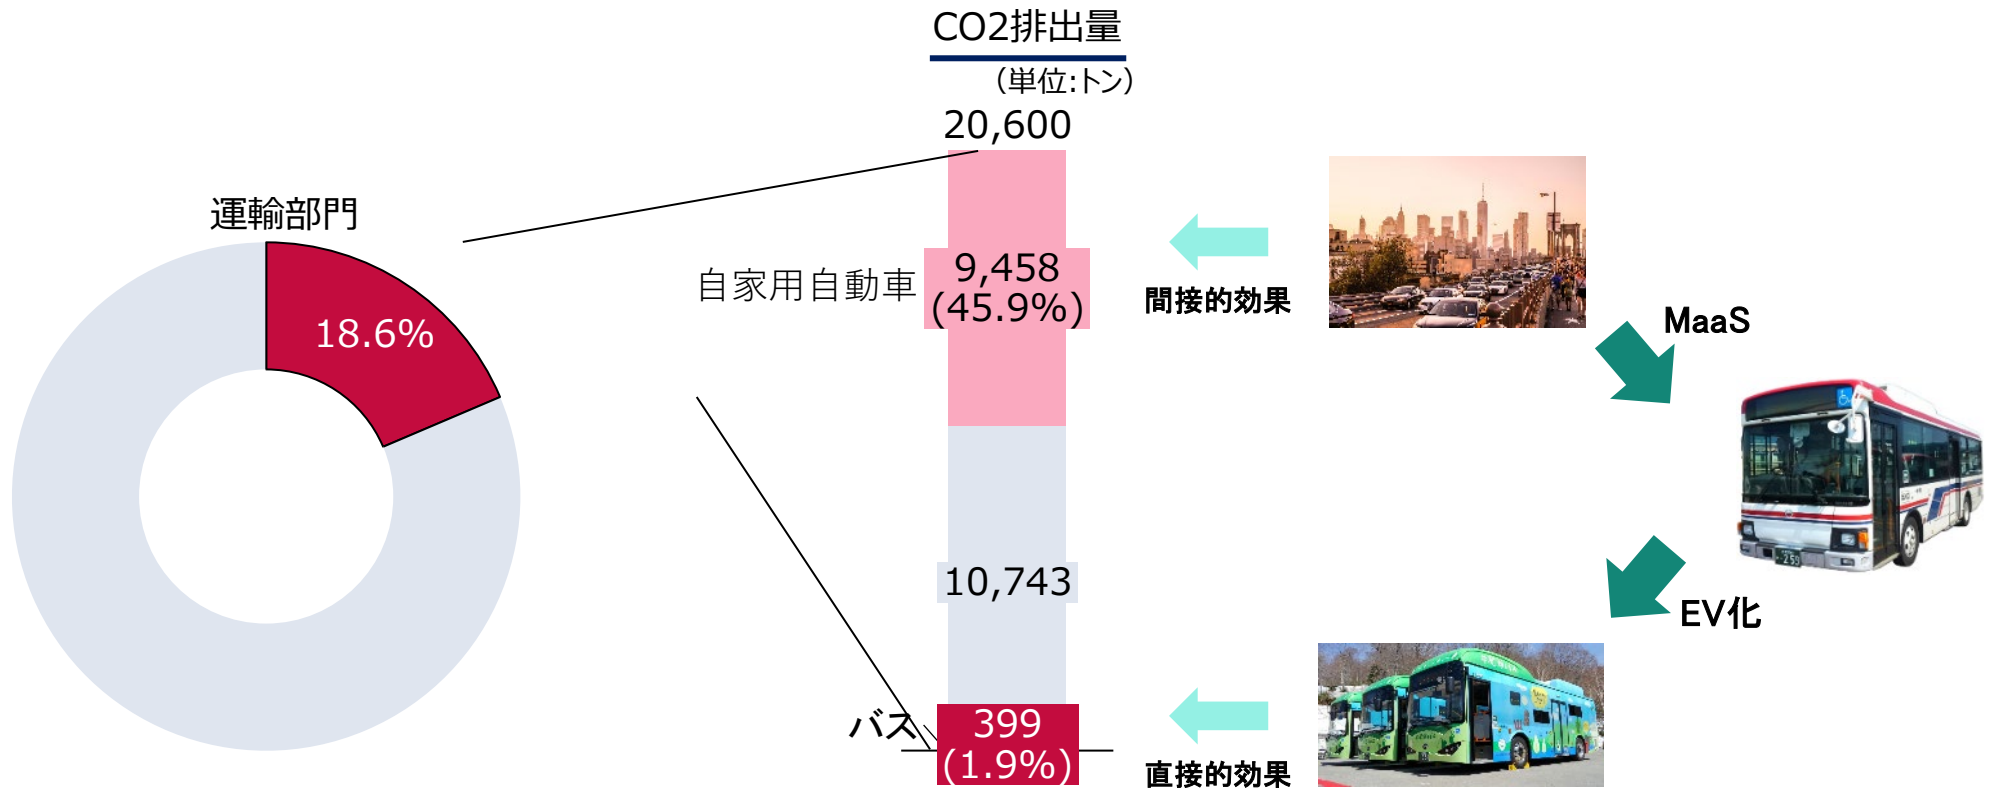 CO2排出量
（単位:トン）
20,600
運輸部門
18.6%
自家用自動車
9,458
(45.9%)
間接的効果
MaaS
10,743
EV化
バス
399
(1.9%)
直接的効果